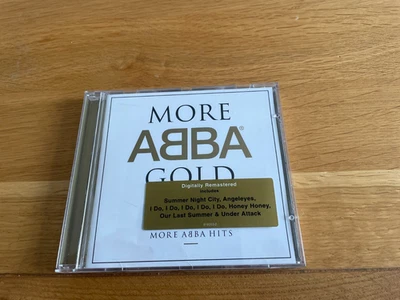 MORE
ABBA®
GOLD
Digitally Remastered
includes
Summer Night City, Angeleyes,
I Do, I Do, I Do, I Do, I Do, Honey Honey,
Our Last Summer & Under Attack
MORE ABBA HITS